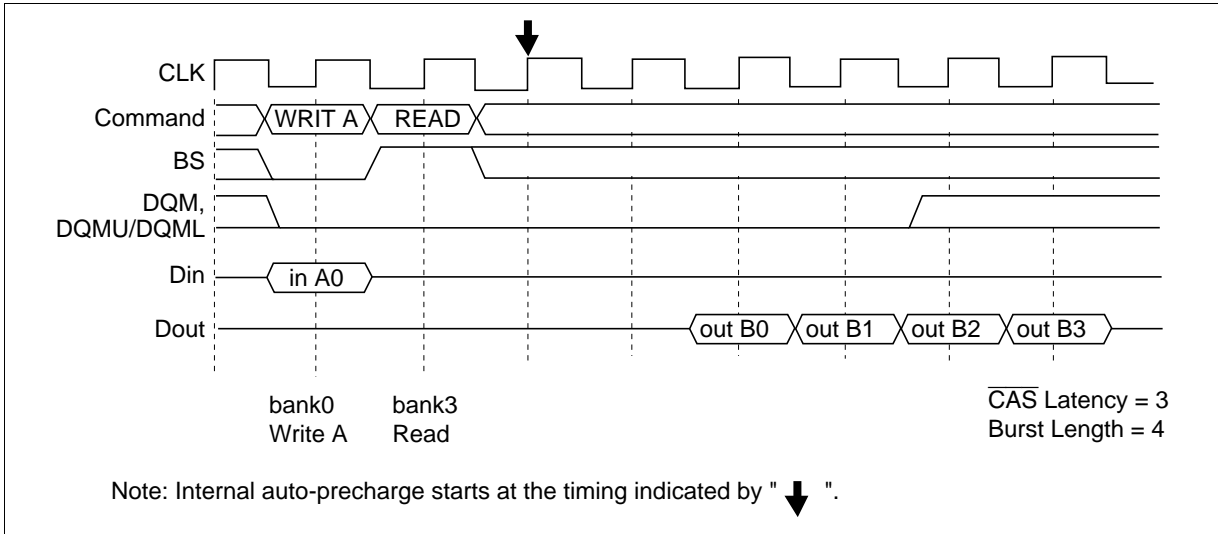 CLK
Command WRIT A READ
BS
DQM,
DQMU/DQML
Din in A0
Dout out B0 out B1 out B2 out B3
bank0 bank3 CAS Latency = 3
Write A Read Burst Length = 4
Note: Internal auto-precharge starts at the timing indicated by " ".